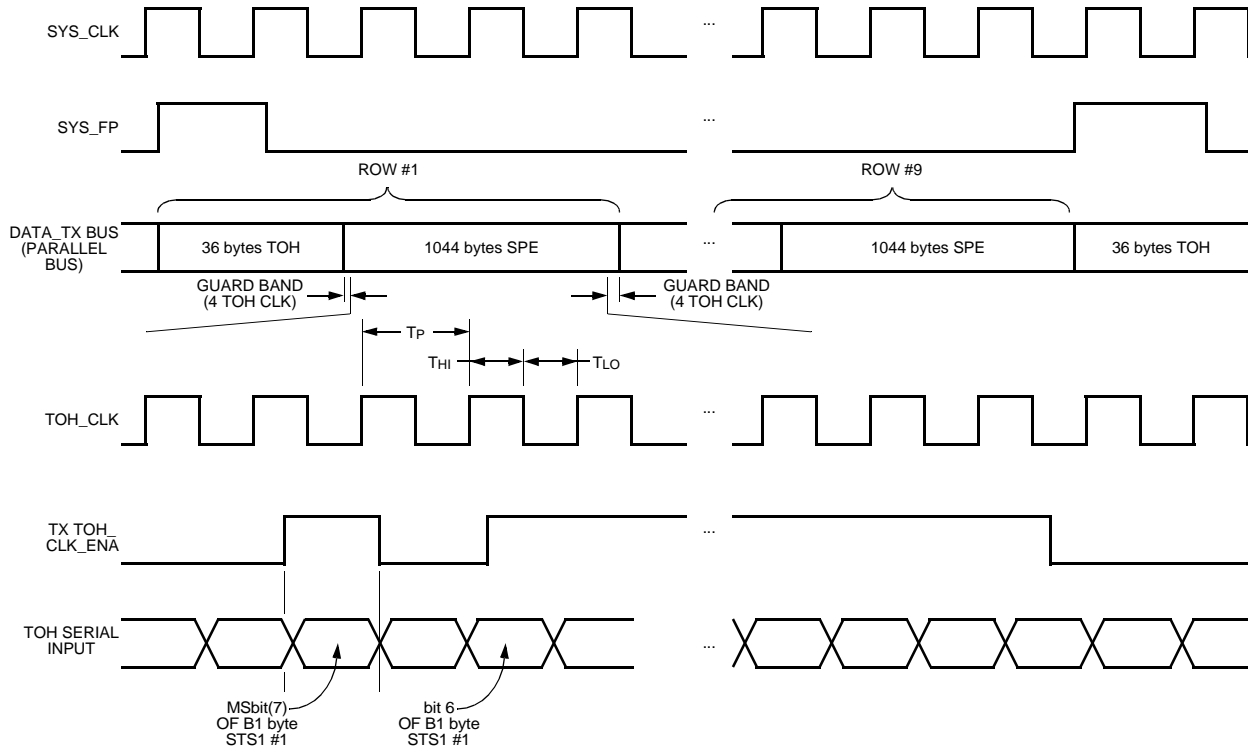 SYS_CLK
...
SYS_FP
...
ROW #1
ROW #9
DATA_TX BUS
(PARALLEL
BUS)
36 bytes TOH
1044 bytes SPE
...
1044 bytes SPE
36 bytes TOH
GUARD BAND
(4 TOH CLK)
GUARD BAND
(4 TOH CLK)
TP
THI
TLO
TOH_CLK
...
TX TOH_
CLK_ENA
...
TOH SERIAL
INPUT
...
MSbit(7)
OF B1 byte
STS1 #1
bit 6
OF B1 byte
STS1 #1